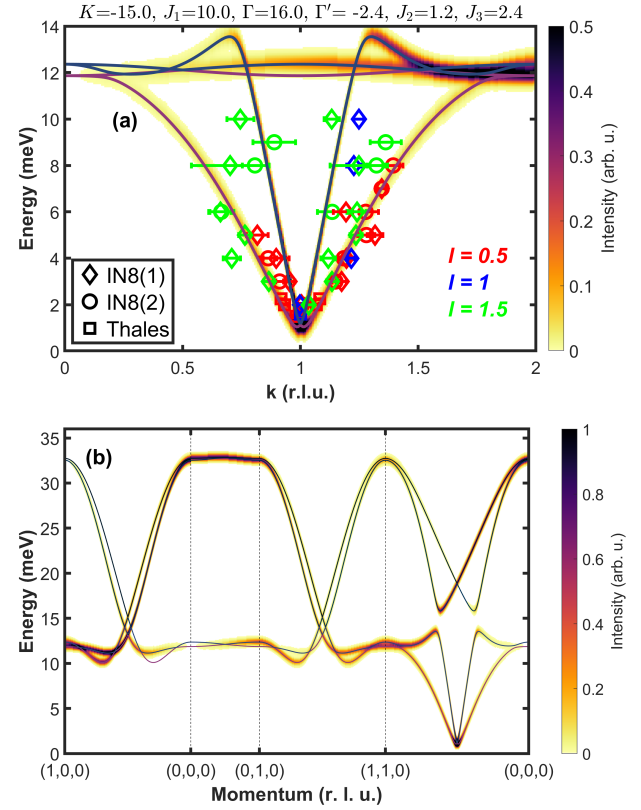 K=-15.0, J₁=10.0, Γ=16.0, Γ′= -2.4, J₂=1.2, J₃=2.4
14
12
10
8
6
4
2
0
Energy (meV)
(a)
◇ IN8(1)
○ IN8(2)
□ Thales
l = 0.5
l = 1
l = 1.5
0 0.5 1 1.5 2
k (r.l.u.)
0.5
0.4
0.3
0.2
0.1
0
Intensity (arb. u.)
(b)
35
30
25
20
15
10
5
0
Energy (meV)
(1,0,0) (0,0,0) (0,1,0) (1,1,0) (0,0,0)
Momentum (r. l. u.)
1
0.8
0.6
0.4
0.2
0
Intensity (arb. u.)